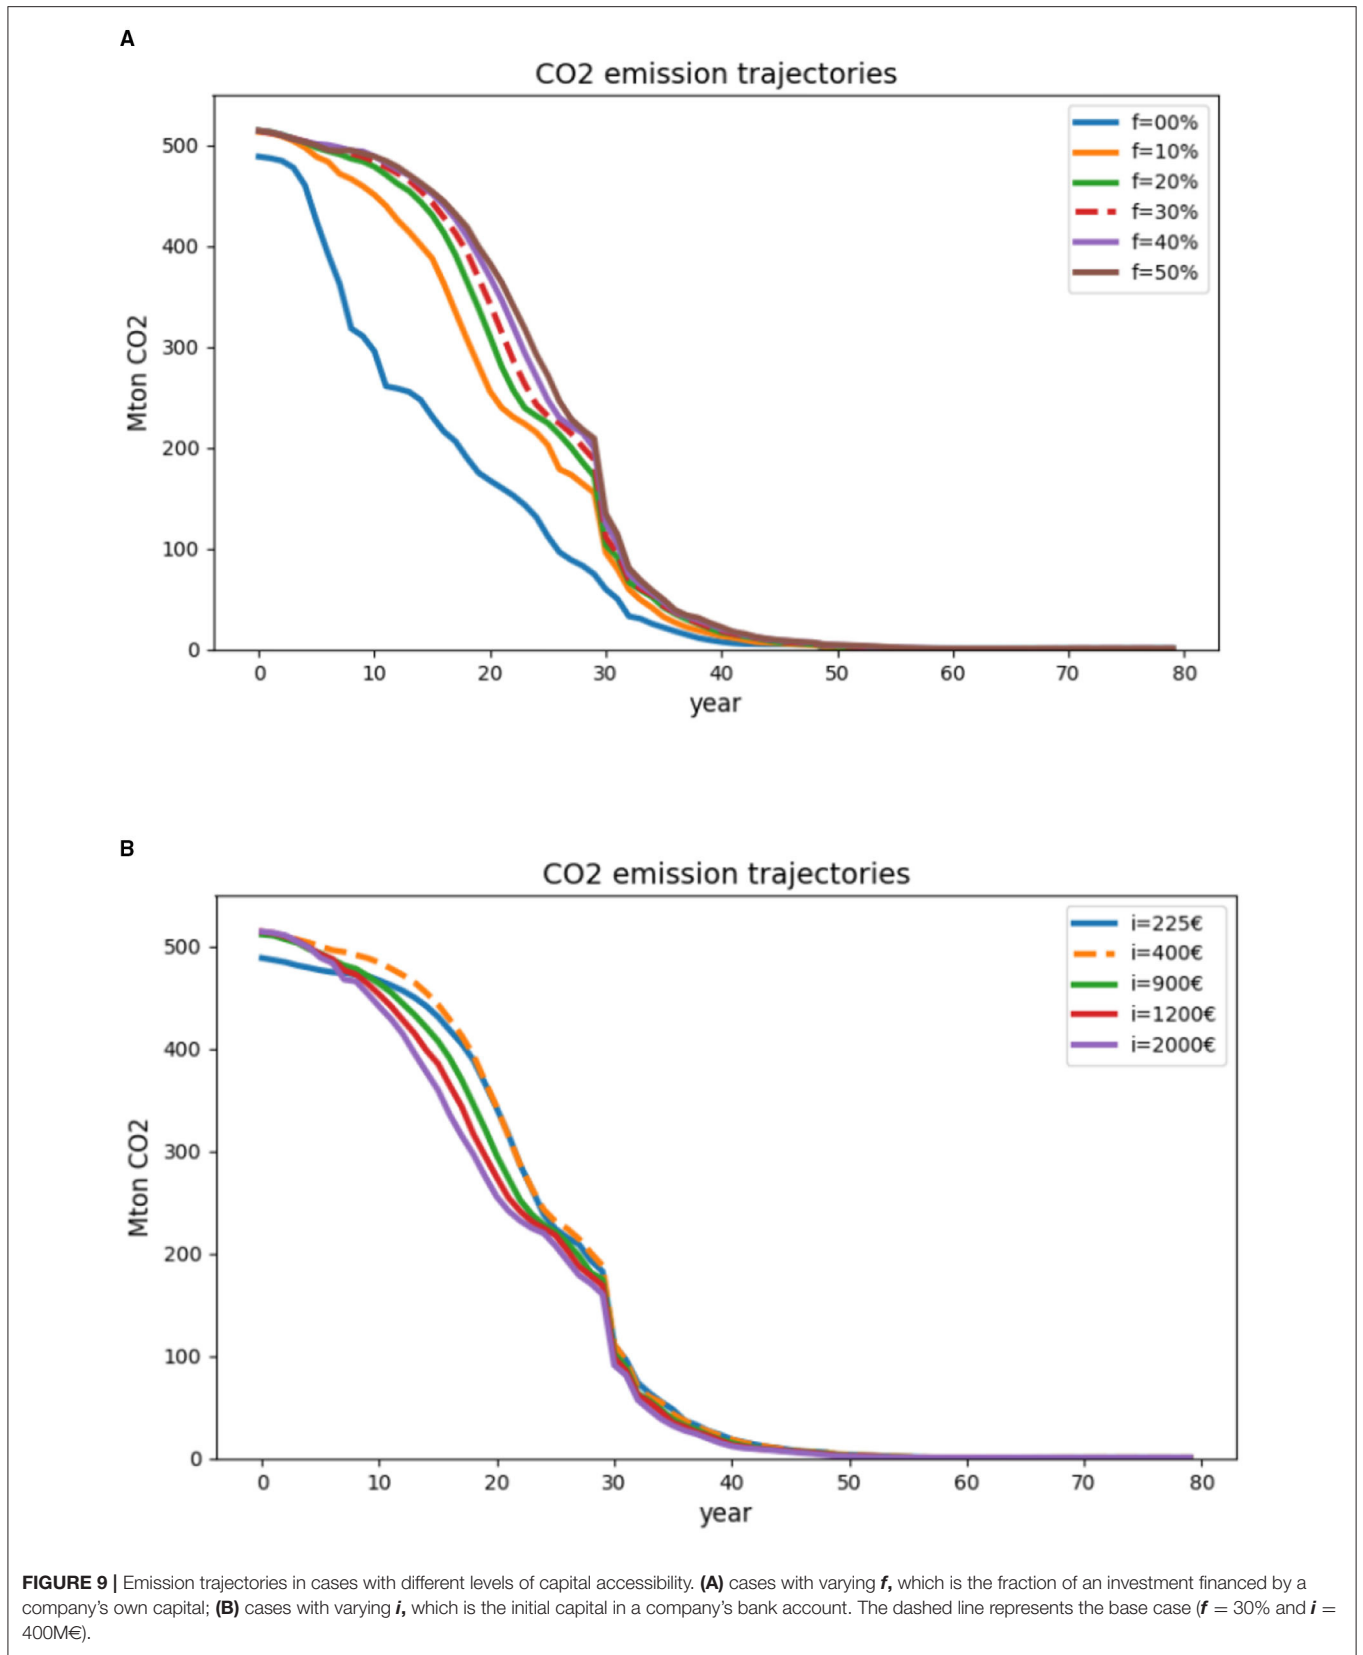 A
CO2 emission trajectories
f=00%
f=10%
f=20%
f=30%
f=40%
f=50%
Mton CO2
500
400
300
200
100
0
0 10 20 30 40 50 60 70 80
year
B
CO2 emission trajectories
i=225€
i=400€
i=900€
i=1200€
i=2000€
Mton CO2
500
400
300
200
100
0
0 10 20 30 40 50 60 70 80
year
FIGURE 9 | Emission trajectories in cases with different levels of capital accessibility. (A) cases with varying f, which is the fraction of an investment financed by a
company's own capital; (B) cases with varying i, which is the initial capital in a company's bank account. The dashed line represents the base case (f = 30% and i =
400M€).